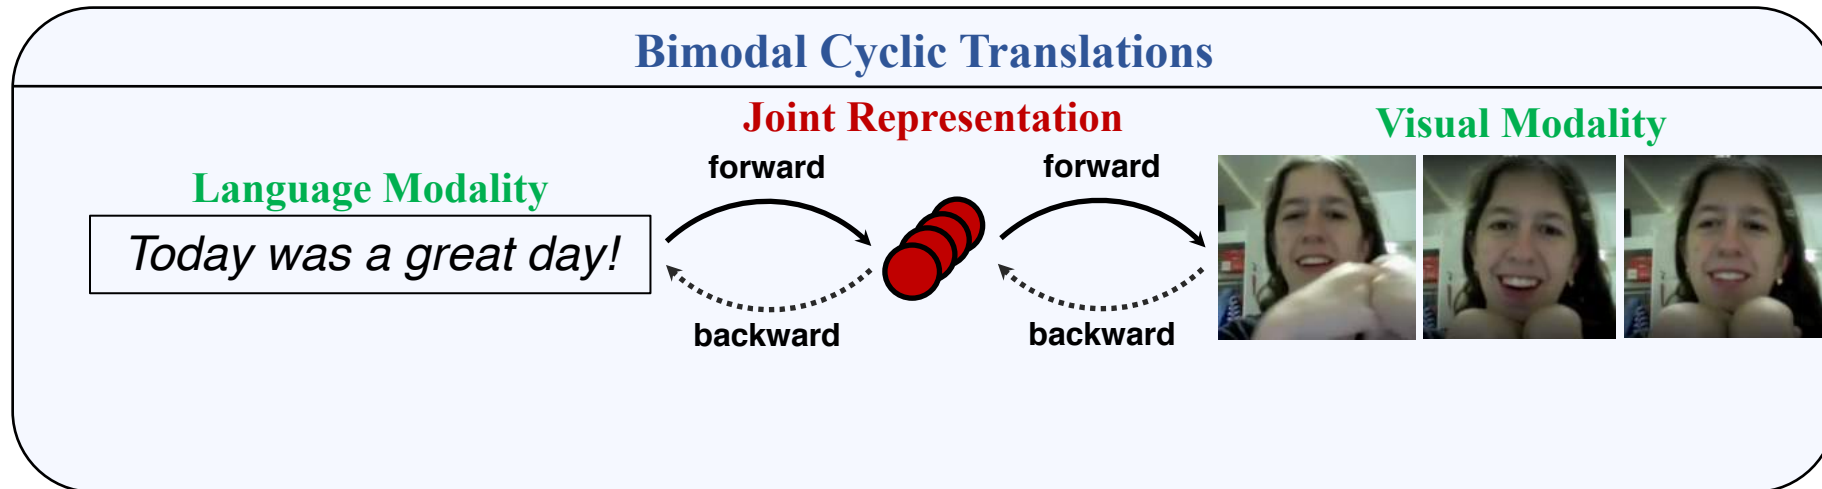 Bimodal Cyclic Translations
Joint Representation
Visual Modality
forward
forward
Language Modality
Today was a great day!
backward
backward